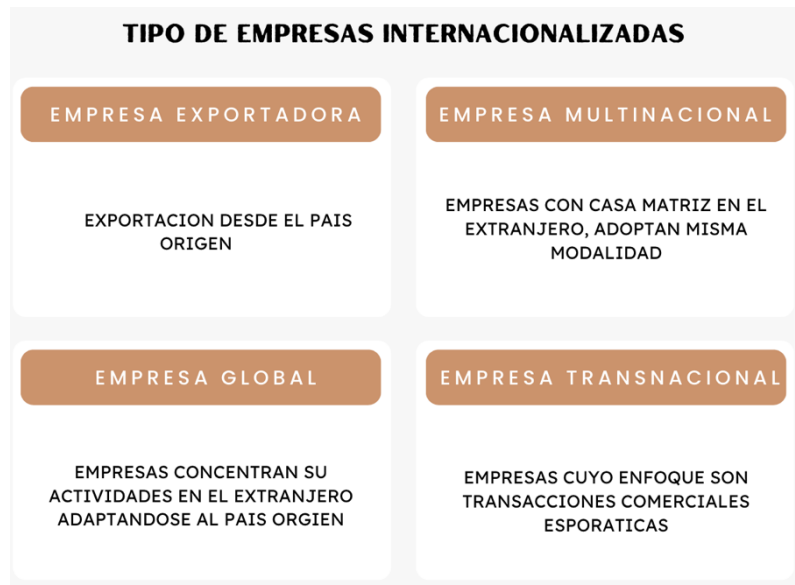 TIPO DE EMPRESAS INTERNACIONALIZADAS
EMPRESA EXPORTADORA
EXPORTACION DESDE EL PAIS
ORIGEN
EMPRESA MULTINACIONAL
EMPRESAS CON CASA MATRIZ EN EL
EXTRANJERO, ADOPTAN MISMA
MODALIDAD
EMPRESA GLOBAL
EMPRESAS CONCENTRAN SU
ACTIVIDADES EN EL EXTRANJERO
ADAPTANDOSE AL PAIS ORGIEN
EMPRESA TRANSNACIONAL
EMPRESAS CUYO ENFOQUE SON
TRANSACCIONES COMERCIALES
ESPORATICAS